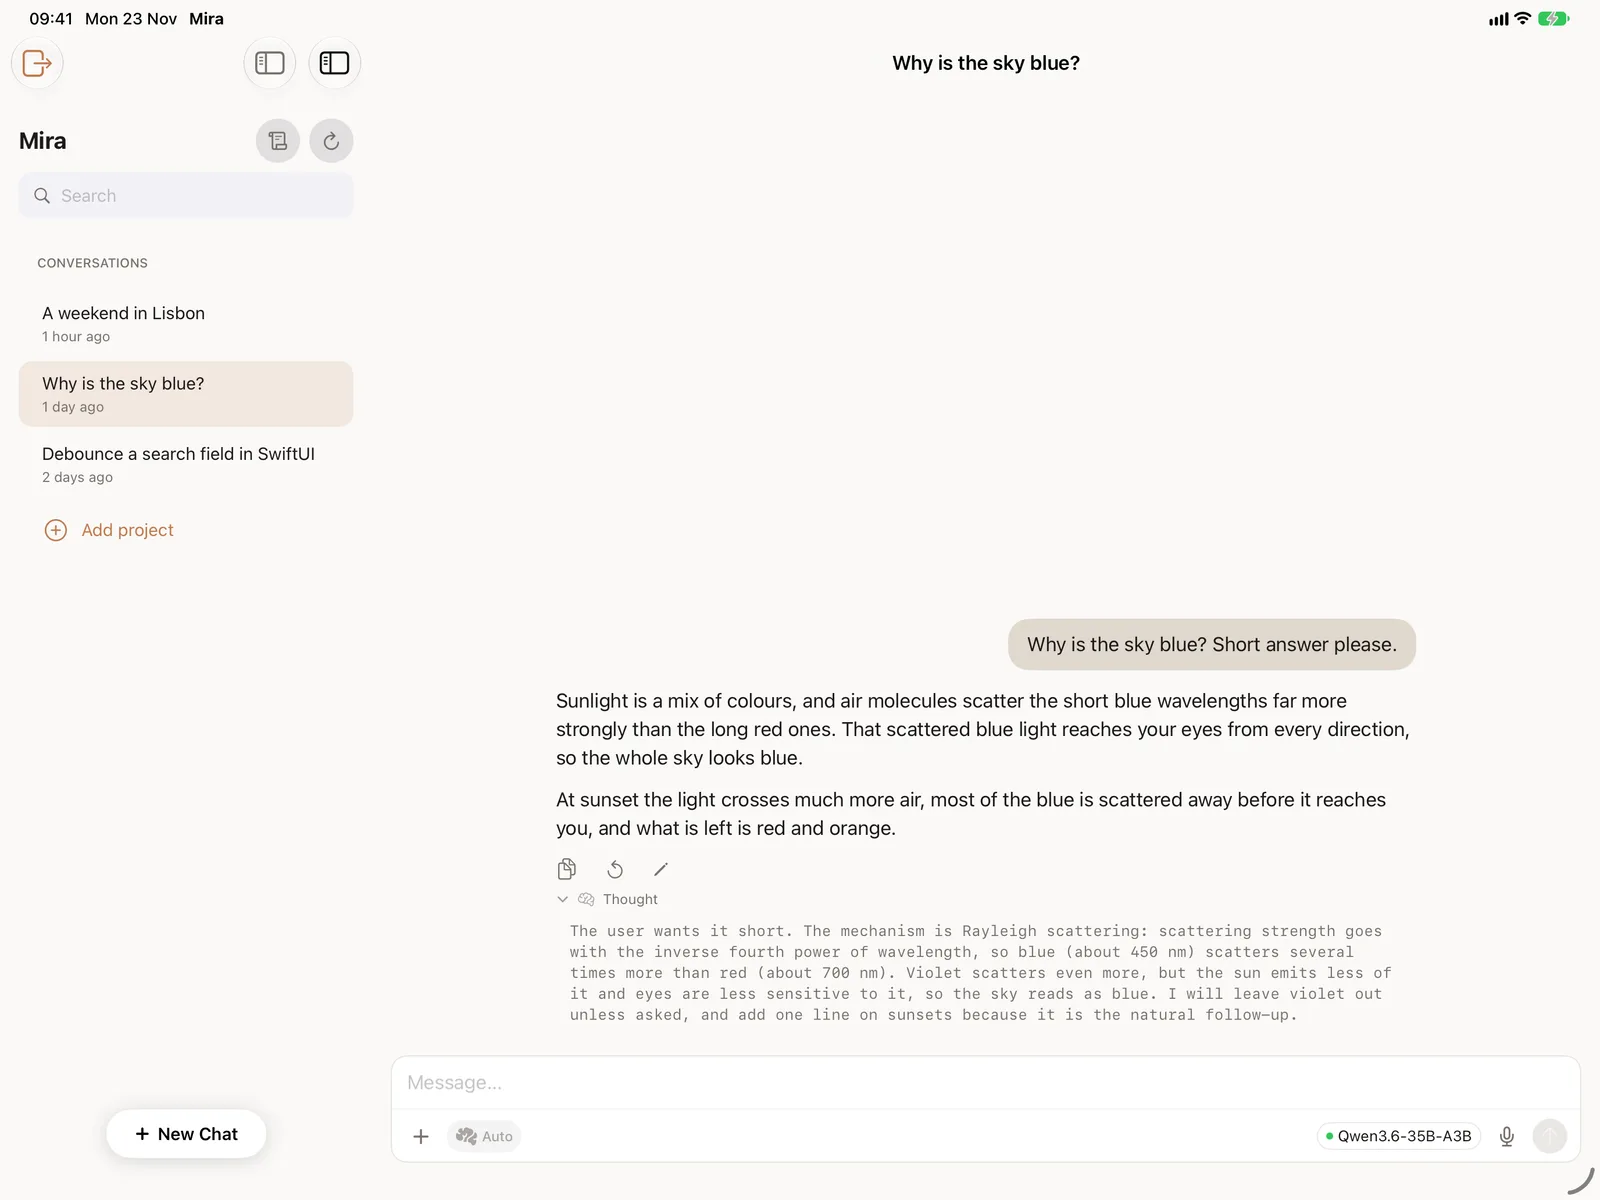 09:41 Mon 23 Nov Mira
Why is the sky blue?
Mira
Search
CONVERSATIONS
A weekend in Lisbon
1 hour ago
Why is the sky blue?
1 day ago
Debounce a search field in SwiftUI
2 days ago
Add project
New Chat
Why is the sky blue? Short answer please.
Sunlight is a mix of colours, and air molecules scatter the short blue wavelengths far more
strongly than the long red ones. That scattered blue light reaches your eyes from every direction,
so the whole sky looks blue.
At sunset the light crosses much more air, most of the blue is scattered away before it reaches
you, and what is left is red and orange.
Thought
The user wants it short. The mechanism is Rayleigh scattering: scattering strength goes
with the inverse fourth power of wavelength, so blue (about 450 nm) scatters several
times more than red (about 700 nm). Violet scatters even more, but the sun emits less of
it and eyes are less sensitive to it, so the sky reads as blue. I will leave violet out
unless asked, and add one line on sunsets because it is the natural follow-up.
Message...
Auto
Qwen3.6-35B-A3B